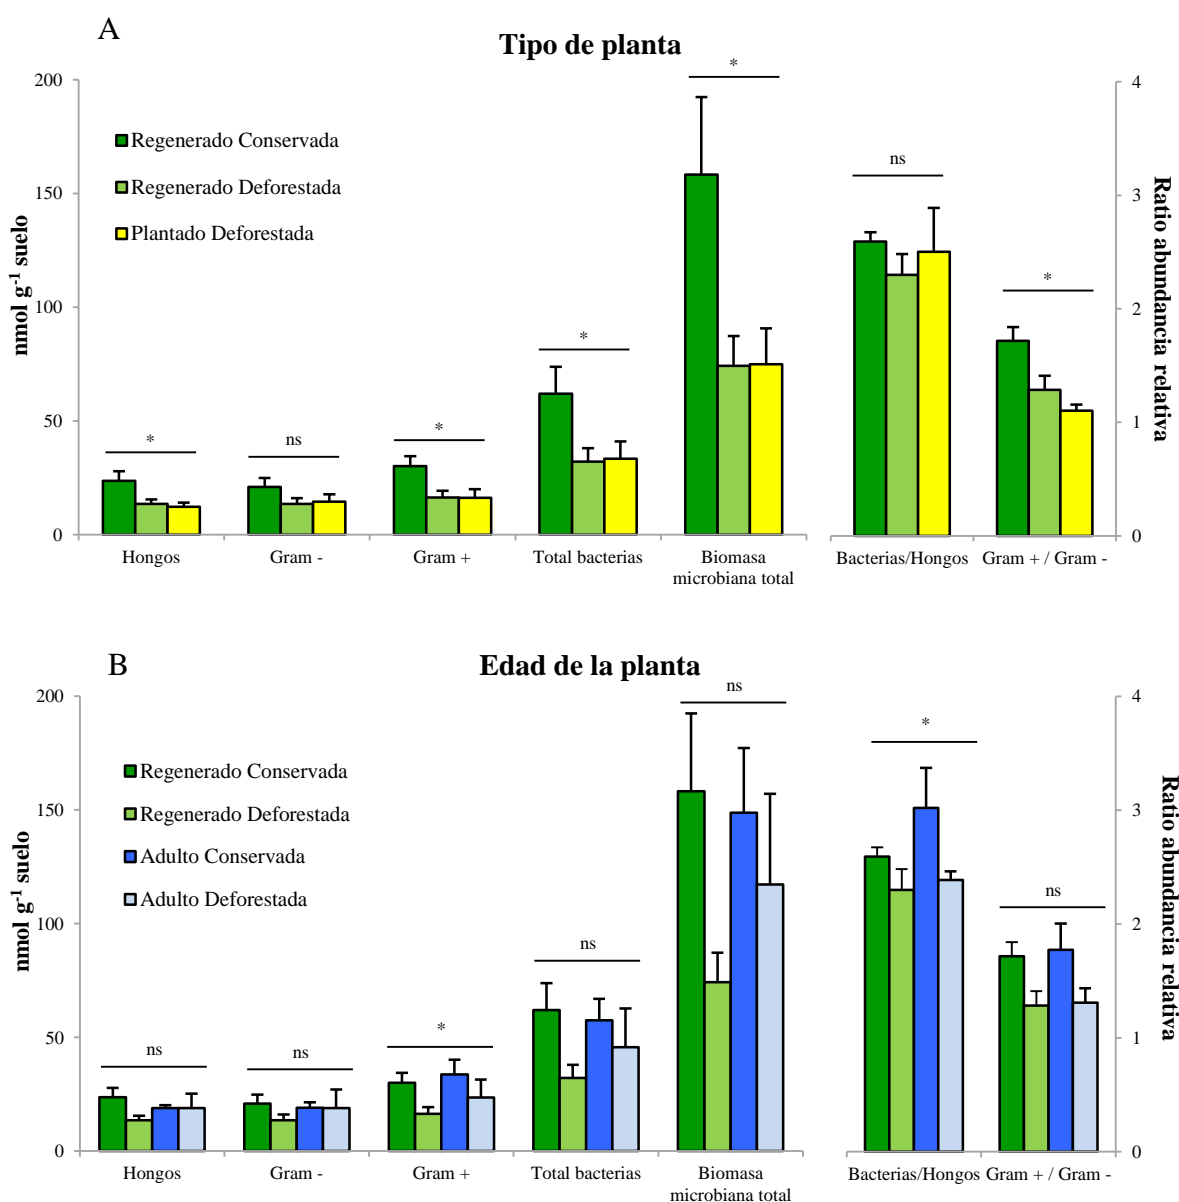 A
Tipo de planta
200
150
100
50
0
nmol g⁻¹ suelo
Regenerado Conservada
Regenerado Deforestada
Plantado Deforestada
*
ns
*
*
*
ns
*
4
3
2
1
0
Ratio abundancia relativa
Hongos
Gram -
Gram +
Total bacterias
Biomasa
microbiana total
Bacterias/Hongos
Gram + / Gram -
B
Edad de la planta
200
150
100
50
0
nmol g⁻¹ suelo
Regenerado Conservada
Regenerado Deforestada
Adulto Conservada
Adulto Deforestada
ns
ns
*
ns
ns
*
ns
4
3
2
1
0
Ratio abundancia relativa
Hongos
Gram -
Gram +
Total bacterias
Biomasa
microbiana total
Bacterias/Hongos
Gram + / Gram -